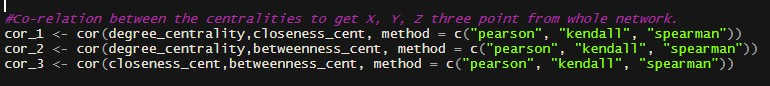 #Co-relation between the centralities to get X, Y, Z three point from whole network.
cor_1 <- cor(degree_centrality,closeness_cent, method = c("pearson", "kendall", "spearman"))
cor_2 <- cor(degree_centrality,betweenness_cent, method = c("pearson", "kendall", "spearman"))
cor_3 <- cor(closeness_cent,betweenness_cent, method = c("pearson", "kendall", "spearman"))